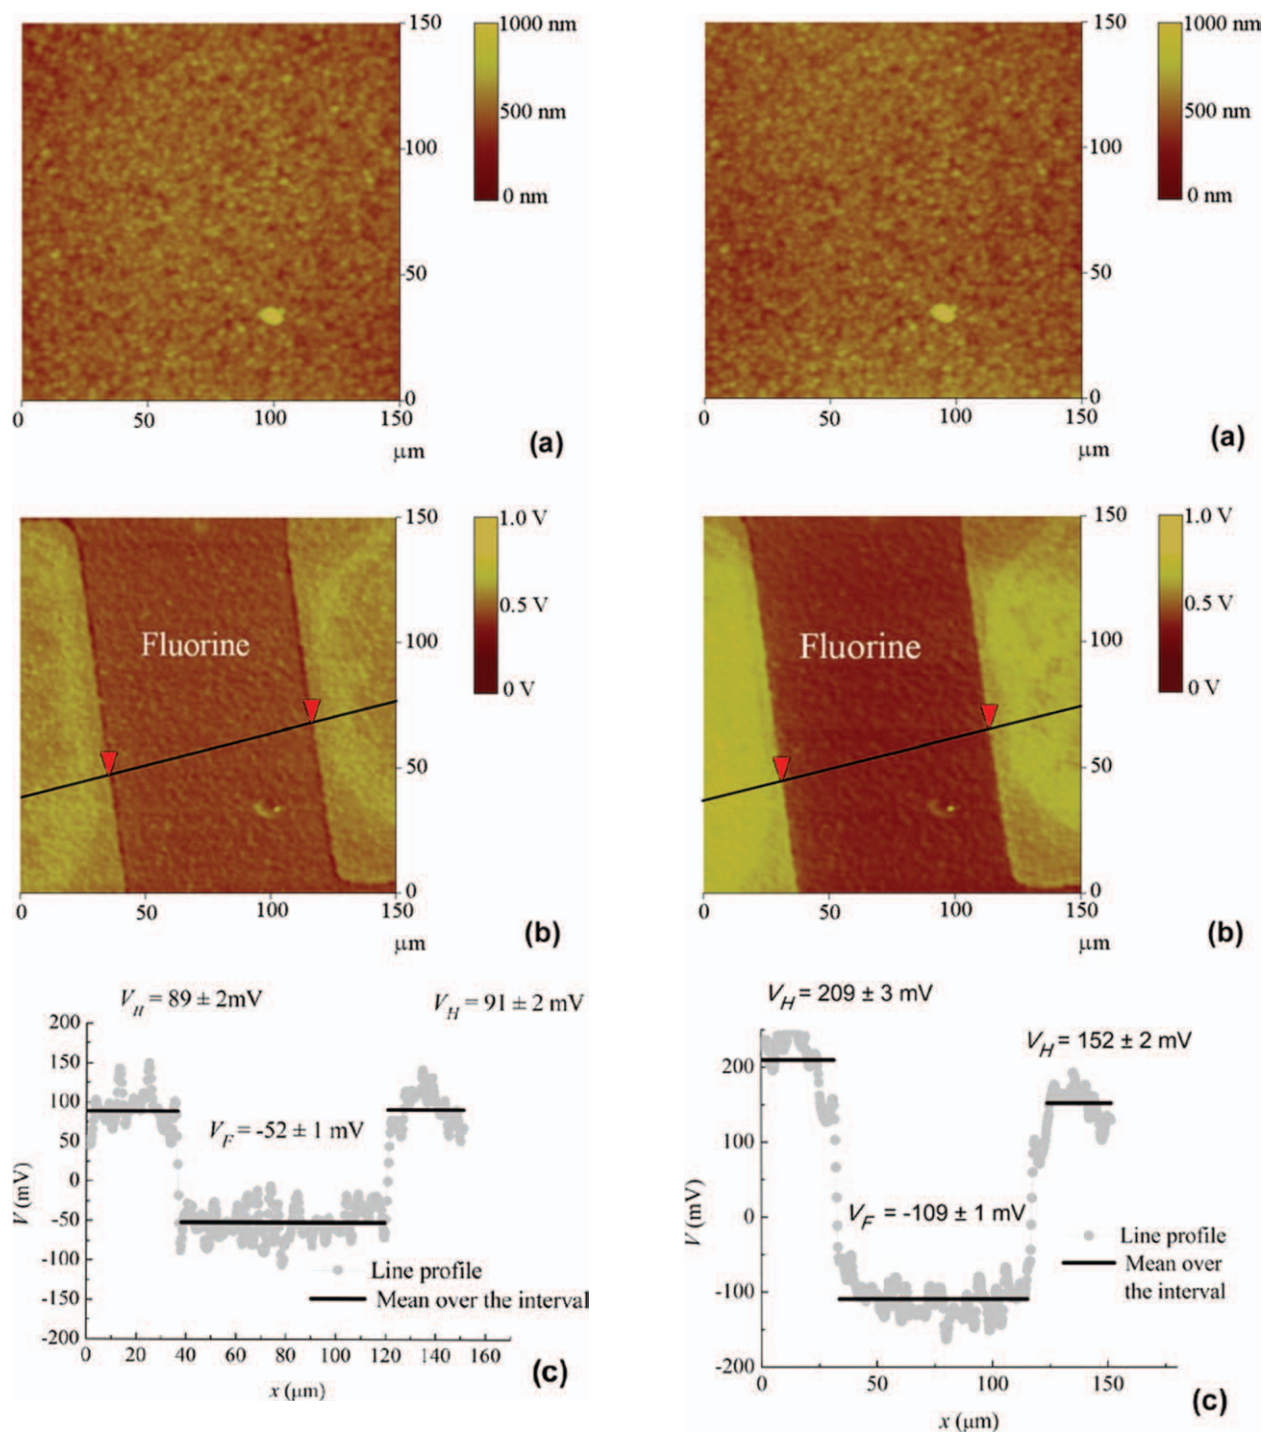 150
1000 nm
500 nm
100
0 nm
50
0
0
50
100
150
µm
(a)
150
1.0 V
0.5 V
Fluorine
100
0 V
50
0
0
50
100
150
µm
(b)
V_H = 89 ± 2mV
V_H = 91 ± 2 mV
200
150
100
50
0
-50
-100
-150
-200
V (mV)
V_F = -52 ± 1 mV
Line profile
Mean over the interval
0 20 40 60 80 100 120 140 160
x (µm)
(c)
150
1000 nm
500 nm
100
0 nm
50
0
0
50
100
150
µm
(a)
150
1.0 V
0.5 V
Fluorine
100
0 V
50
0
0
50
100
150
µm
(b)
V_H = 209 ± 3 mV
V_H = 152 ± 2 mV
200
100
0
-100
-200
V (mV)
V_F = -109 ± 1 mV
Line profile
Mean over
the interval
0 50 100 150
x (µm)
(c)